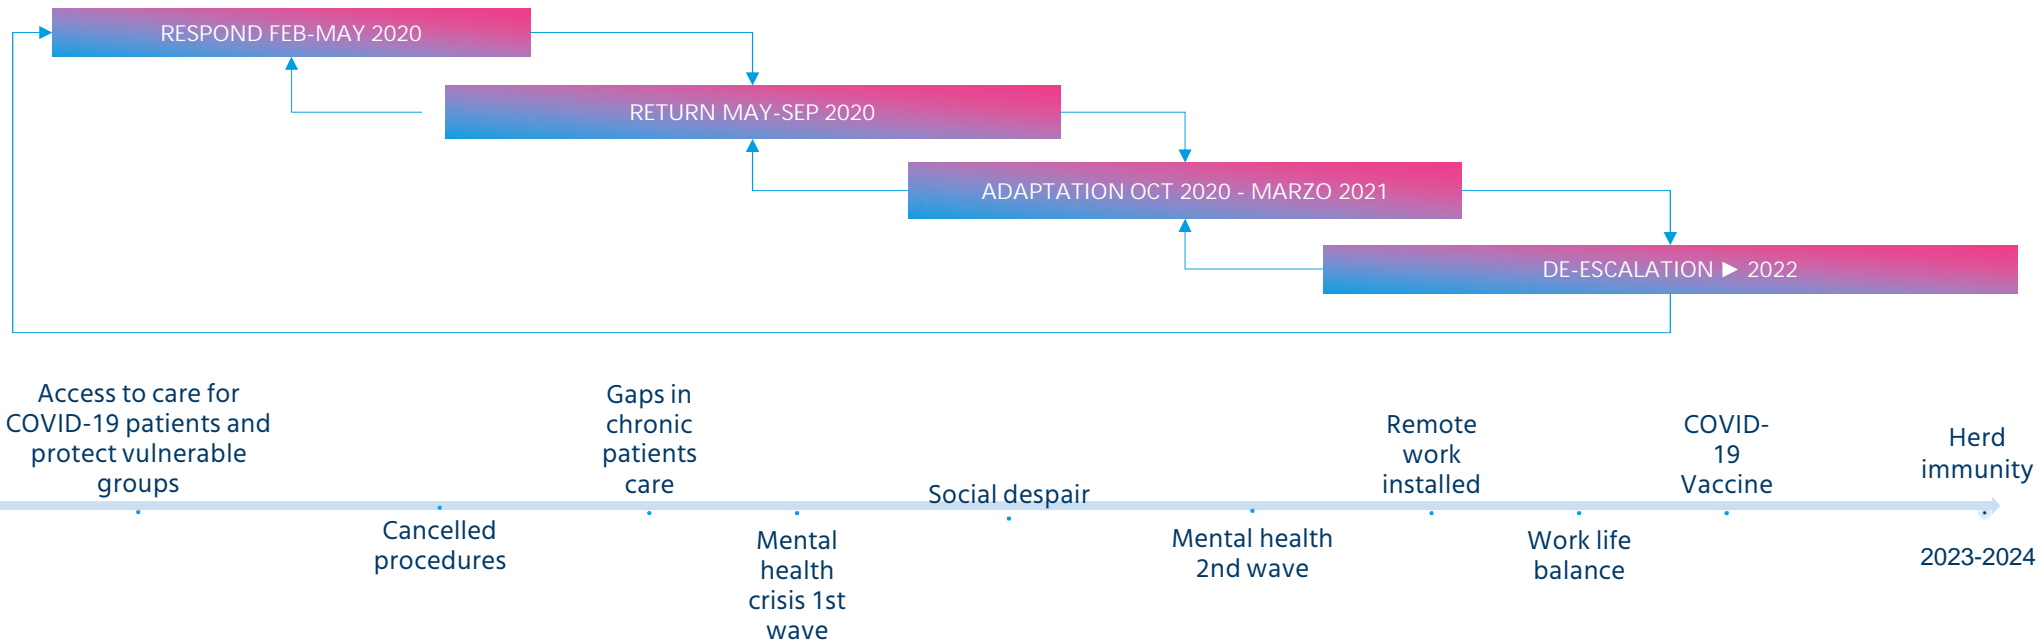 RESPOND FEB-MAY 2020
RETURN MAY-SEP 2020
ADAPTATION OCT 2020 - MARZO 2021
DE-ESCALATION ► 2022
Access to care for
COVID-19 patients and
protect vulnerable
groups
Cancelled
procedures
Gaps in
chronic
patients
care
Mental
health
crisis 1st
wave
Social despair
Mental health
2nd wave
Remote
work
installed
Work life
balance
COVID-
19
Vaccine
Herd
immunity
2023-2024